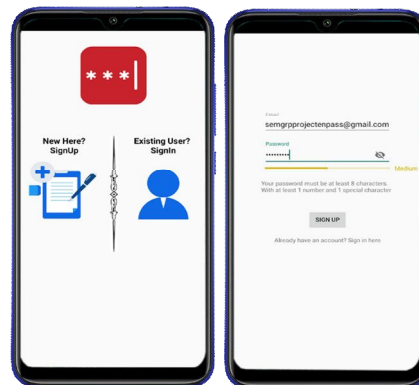 ***
New Here?
SignUp
Existing User?
SignIn
Email
semgrpprojectenpass@gmail.com
Password
Medium
Your password must be at least 8 characters.
With at least 1 number and 1 special character
SIGN UP
Already have an account? Sign in here